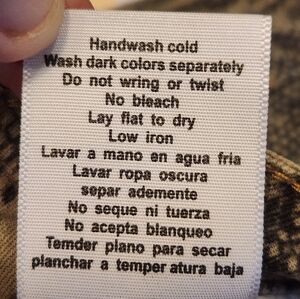 Handwash cold
Wash dark colors separately
Do not wring or twist
No bleach
Lay flat to dry
Low iron
Lavar a mano en agua fria
Lavar ropa oscura
separ ademente
No seque ni tuerza
No acepta blanqueo
Temder plano para secar
planchar a temper atura baja